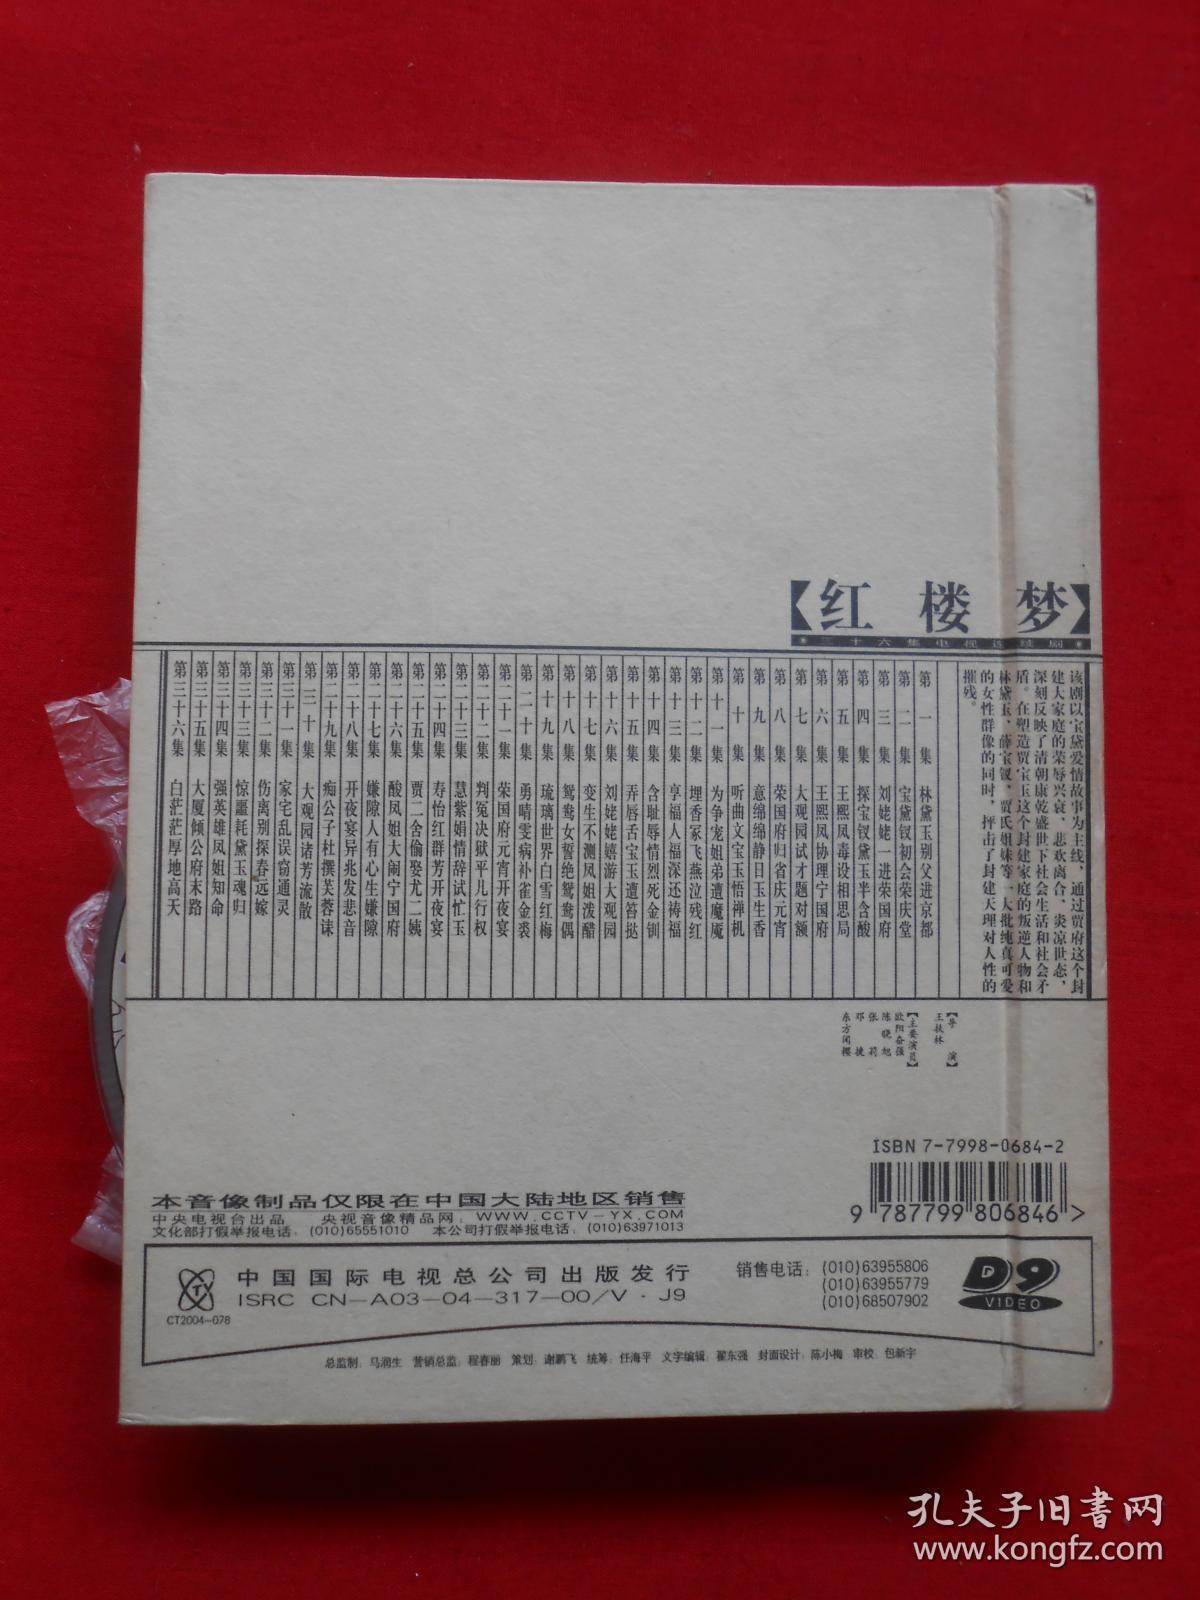 【红楼梦】
三十六集电视连续剧
该剧以宝黛爱情故事为主线，通过贾府这个封
建大家庭的荣辱兴衰、悲欢离合、炎凉世态，
深刻反映了清朝康乾盛世下社会生活和社会矛
盾。在塑造贾宝玉这个封建家庭的叛逆人物和
林黛玉、薛宝钗、贾氏姐妹等一大批纯真可爱
的女性群像的同时，抨击了封建天理对人性的
摧残。
第一集 林黛玉别父进京都
第二集 宝黛钗初会荣庆堂
第三集 刘姥姥一进荣国府
第四集 探宝钗黛玉半含酸
第五集 王熙凤毒设相思局
第六集 王熙凤协理宁国府
第七集 大观园试才题对额
第八集 荣国府归省庆元宵
第九集 意绵绵静日玉生香
第十集 听曲文宝玉悟禅机
第十一集 为争宠姐弟遭魔魇
第十二集 埋香冢飞燕泣残红
第十三集 享福人福深还祷福
第十四集 含耻辱情烈死金钏
第十五集 弄唇舌宝玉遭笞挞
第十六集 刘姥姥嬉游大观园
第十七集 变生不测凤姐泼醋
第十八集 鸳鸯女誓绝鸳鸯偶
第十九集 琉璃世界白雪红梅
第二十集 勇晴雯病补雀金裘
第二十一集 荣国府元宵开夜宴
第二十二集 判冤决狱平儿行权
第二十三集 慧紫娟情辞试忙玉
第二十四集 寿怡红群芳开夜宴
第二十五集 贾二舍偷娶尤二姨
第二十六集 酸凤姐大闹宁国府
第二十七集 嫌隙人有心生嫌隙
第二十八集 开夜宴异兆发悲音
第二十九集 痴公子杜撰芙蓉诔
第三十集 大观园诸芳流散
第三十一集 家宅乱误窃通灵
第三十二集 伤离别探春远嫁
第三十三集 惊噩耗黛玉魂归
第三十四集 强英雄凤姐知命
第三十五集 大厦倾公府末路
第三十六集 白茫茫厚地高天
【导 演】
王扶林
【主要演员】
欧阳奋强
陈晓旭
张莉
邓婕
东方闻樱
ISBN 7-7998-0684-2
9 787799 806846 >
本音像制品仅限在中国大陆地区销售
中央电视台出品 央视音像精品网：WWW.CCTV-YX.COM
文化部打假举报电话：(010)65551010 本公司打假举报电话：(010)63971013
中国国际电视总公司出版发行
ISRC CN-A03-04-317-00/V·J9
CT2004-078
销售电话：(010)63955806
(010)63955779
(010)68507902
D9
VIDEO
总监制：马润生 营销总监：程春丽 策划：谢鹏飞 统筹：任海平 文字编辑：翟东强 封面设计：陈小梅 审校：包新宇
孔夫子旧书网
www.kongfz.com